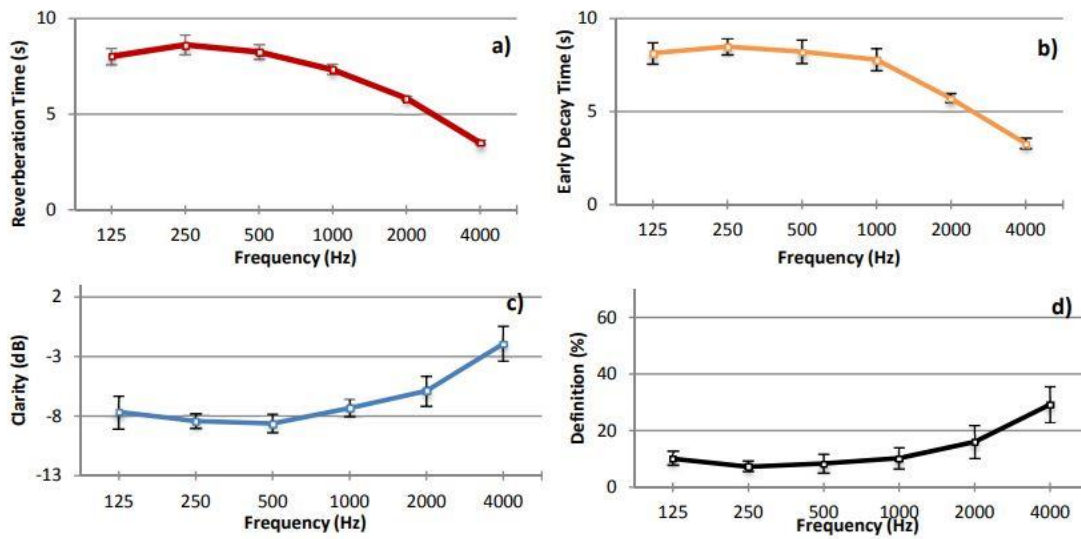 a)
Reverberation Time (s)
10
5
0
125 250 500 1000 2000 4000
Frequency (Hz)
b)
Early Decay Time (s)
10
5
0
125 250 500 1000 2000 4000
Frequency (Hz)
c)
Clarity (dB)
2
-3
-8
-13
125 250 500 1000 2000 4000
Frequency (Hz)
d)
Definition (%)
60
40
20
0
125 250 500 1000 2000 4000
Frequency (Hz)